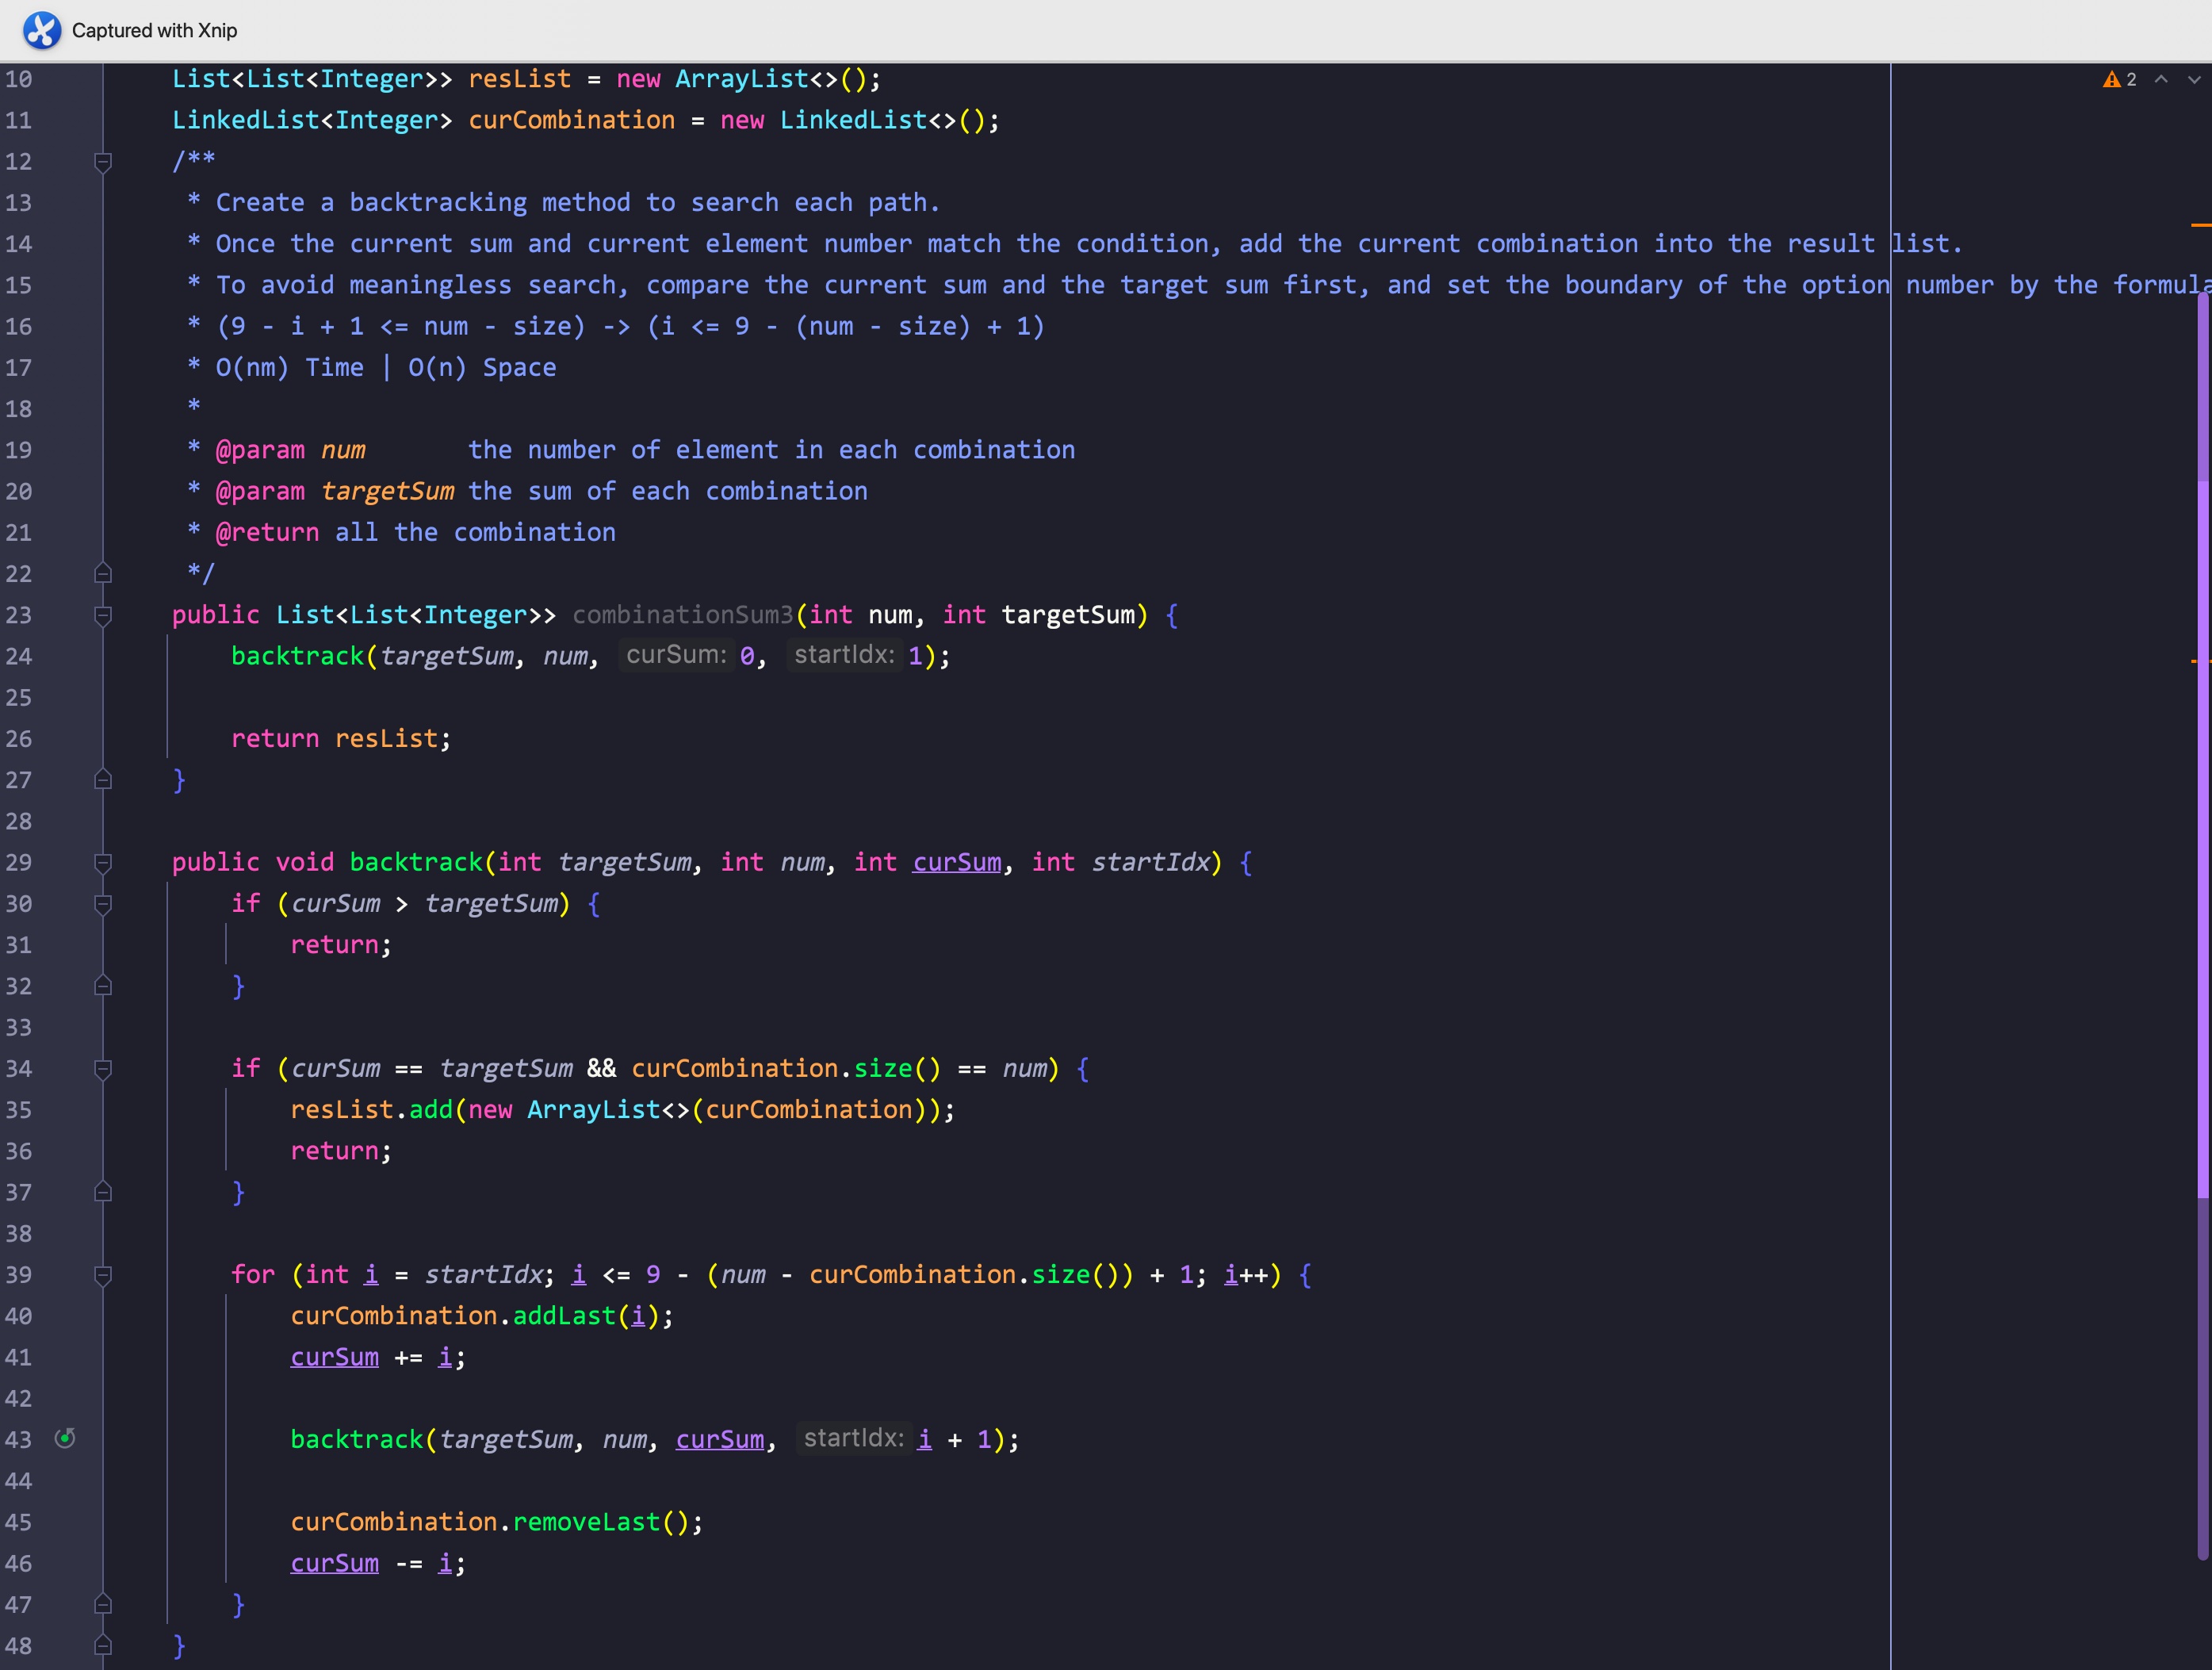 Captured with Xnip
2
10 List<List<Integer>> resList = new ArrayList<>();
11 LinkedList<Integer> curCombination = new LinkedList<>();
12 /**
13 * Create a backtracking method to search each path.
14 * Once the current sum and current element number match the condition, add the current combination into the result list.
15 * To avoid meaningless search, compare the current sum and the target sum first, and set the boundary of the option number by the formula
16 * (9 - i + 1 <= num - size) -> (i <= 9 - (num - size) + 1)
17 * O(nm) Time | O(n) Space
18 *
19 * @param num the number of element in each combination
20 * @param targetSum the sum of each combination
21 * @return all the combination
22 */
23 public List<List<Integer>> combinationSum3(int num, int targetSum) {
24 backtrack(targetSum, num, curSum: 0, startIdx: 1);
25
26 return resList;
27 }
28
29 public void backtrack(int targetSum, int num, int curSum, int startIdx) {
30 if (curSum > targetSum) {
31 return;
32 }
33
34 if (curSum == targetSum && curCombination.size() == num) {
35 resList.add(new ArrayList<>(curCombination));
36 return;
37 }
38
39 for (int i = startIdx; i <= 9 - (num - curCombination.size()) + 1; i++) {
40 curCombination.addLast(i);
41 curSum += i;
42
43 backtrack(targetSum, num, curSum, startIdx: i + 1);
44
45 curCombination.removeLast();
46 curSum -= i;
47 }
48 }